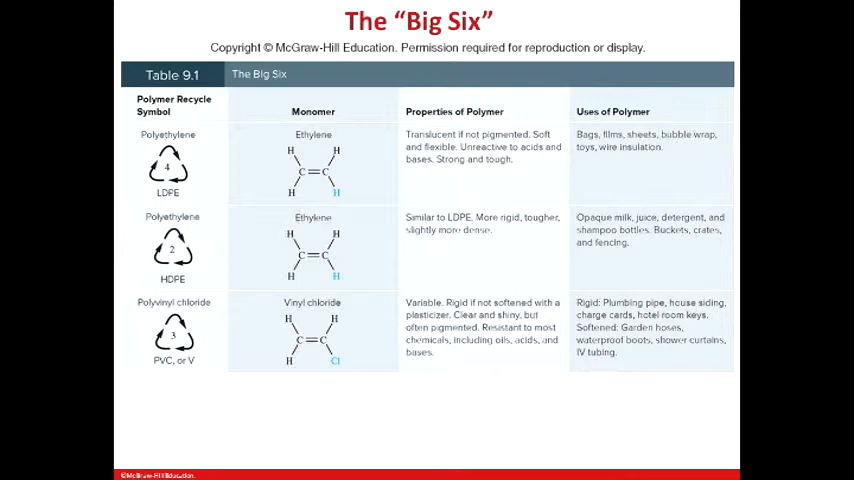 The “Big Six”
Copyright © McGraw-Hill Education. Permission required for reproduction or display.
Table 9.1 The Big Six
Polymer Recycle
Symbol
Monomer
Properties of Polymer
Uses of Polymer
Polyethylene
4
LDPE
Ethylene
H H
C=C
H H
Translucent if not pigmented. Soft
and flexible. Unreactive to acids and
bases. Strong and tough.
Bags, films, sheets, bubble wrap,
toys, wire insulation.
Polyethylene
2
HDPE
Ethylene
H H
C=C
H H
Similar to LDPE. More rigid, tougher,
slightly more dense.
Opaque milk, juice, detergent, and
shampoo bottles. Buckets, crates,
and fencing.
Polyvinyl chloride
3
PVC, or V
Vinyl chloride
H H
C=C
H Cl
Variable. Rigid if not softened with a
plasticizer. Clear and shiny, but
often pigmented. Resistant to most
chemicals, including oils, acids, and
bases.
Rigid: Plumbing pipe, house siding,
charge cards, hotel room keys.
Softened: Garden hoses,
waterproof boots, shower curtains,
IV tubing.
©McGraw-Hill Education.